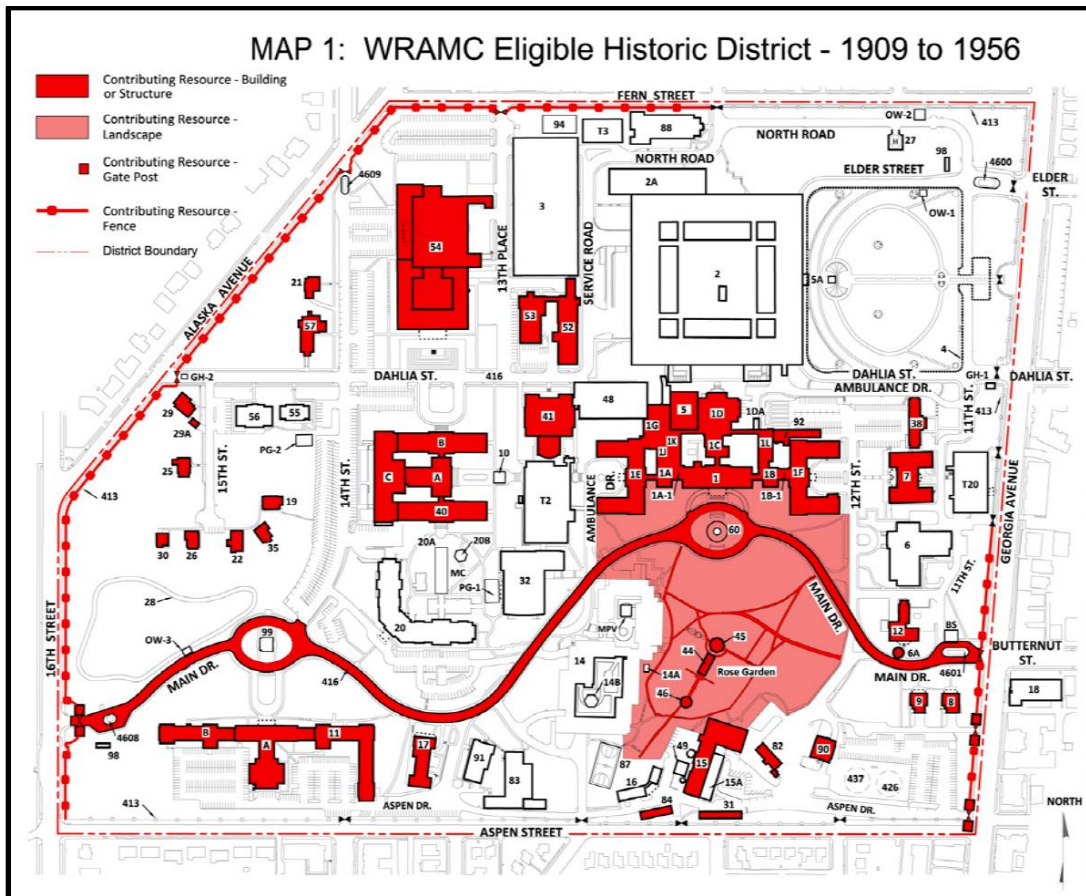 MAP 1: WRAMC Eligible Historic District - 1909 to 1956
Contributing Resource - Building
or Structure
Contributing Resource -
Landscape
Contributing Resource -
Gate Post
Contributing Resource -
Fence
District Boundary
FERN STREET
94
T3
88
OW-2
413
NORTH ROAD
27
H
98
4600
NORTH ROAD
ELDER STREET
ELDER
ST.
2A
4609
OW-1
3
54
13TH PLACE
SERVICE ROAD
2
5A
ALASKA AVENUE
21
57
53
52
4
GH-2
DAHLIA ST.
416
DAHLIA ST.
AMBULANCE DR.
GH-1
DAHLIA ST.
11TH ST.
413
29
29A
56
55
PG-2
41
48
5
1D
1DA
1G
1K
1J
1C
1L
92
38
25
15TH ST.
14TH ST.
B
C
A
40
10
T2
AMBULANCE
DR.
1E
1A
1
1B
1F
1A-1
1B-1
12TH ST.
7
T20
GEORGIA AVENUE
413
19
35
30
26
22
60
20A
20B
MC
PG-1
32
6
11TH ST.
28
20
MPV
MAIN DR.
99
OW-3
12
BS
BUTTERNUT
ST.
16TH STREET
MAIN DR.
416
45
44
Rose Garden
14
14A
14B
46
6A
MAIN DR.
4601
18
4608
98
9
8
B
A
11
17
91
83
87
16
49
15
15A
82
90
437
426
413
ASPEN DR.
84
31
ASPEN DR.
NORTH
ASPEN STREET